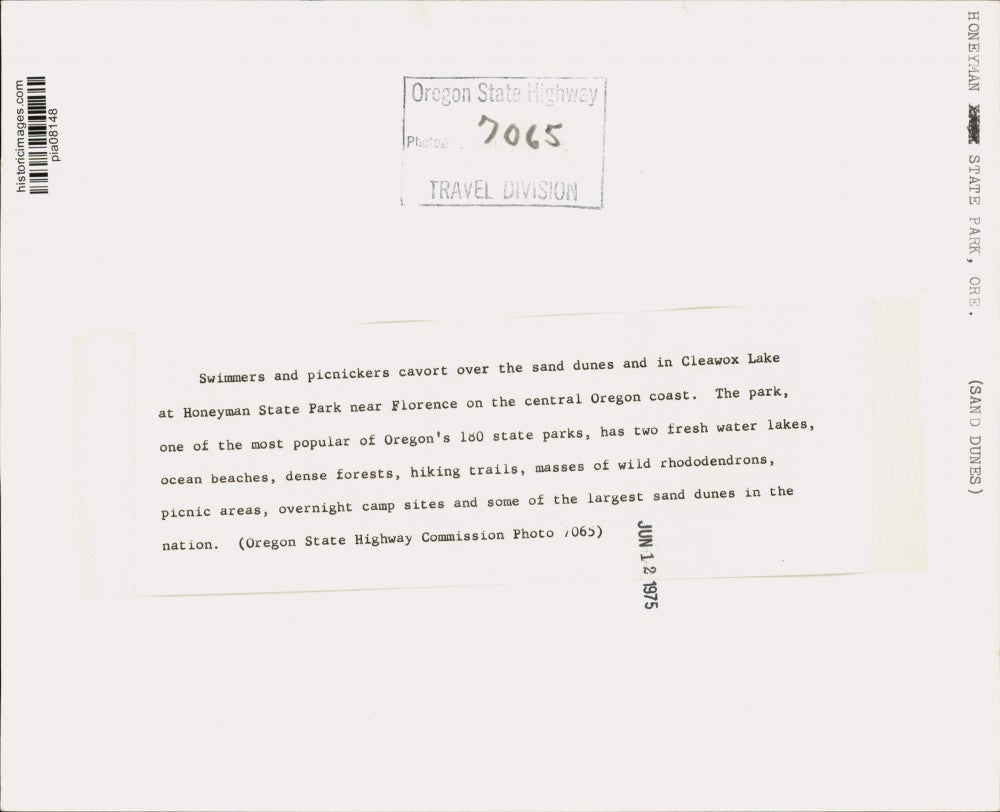 historicimages.com
pia08148
Oregon State Highway
Photo# 7065
TRAVEL DIVISION
HONEYMAN STATE PARK, ORE. (SAND DUNES)
Swimmers and picnickers cavort over the sand dunes and in Cleawox Lake
at Honeyman State Park near Florence on the central Oregon coast. The park,
one of the most popular of Oregon's 180 state parks, has two fresh water lakes,
ocean beaches, dense forests, hiking trails, masses of wild rhododendrons,
picnic areas, overnight camp sites and some of the largest sand dunes in the
nation. (Oregon State Highway Commission Photo 7065)
JUN 12 1975